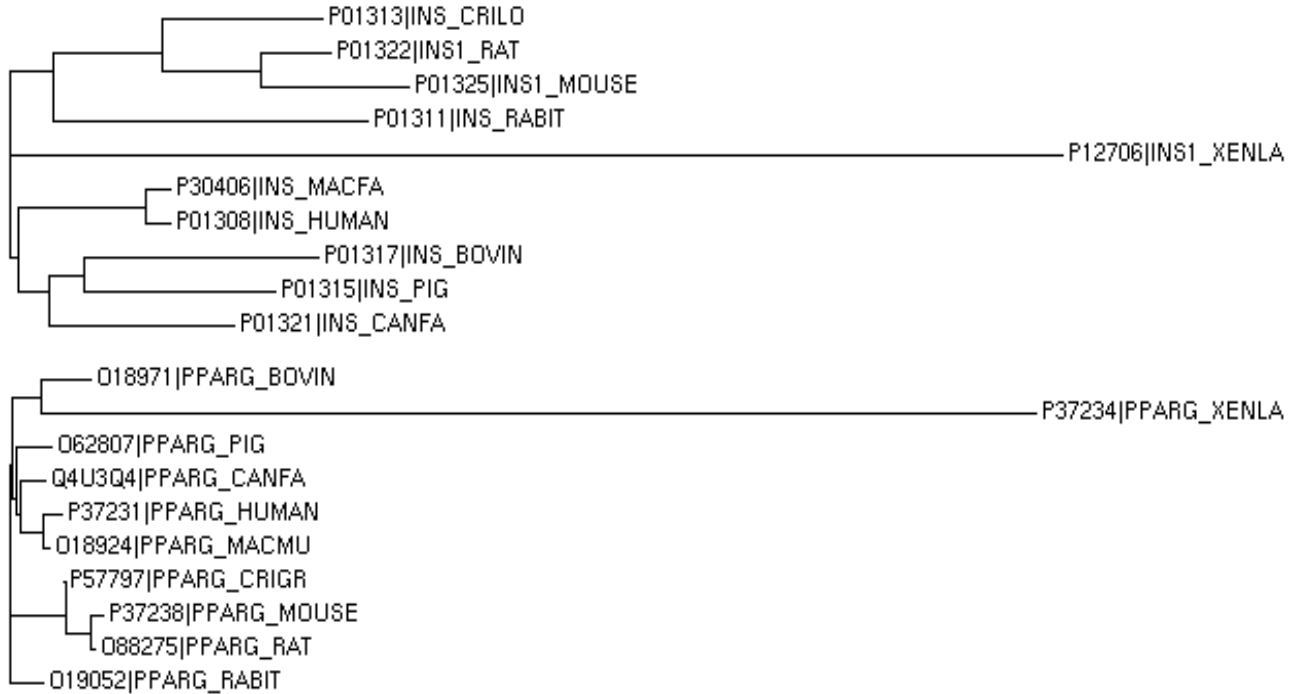 P01313|INS_CRILO
P01322|INS1_RAT
P01325|INS1_MOUSE
P01311|INS_RABIT
P12706|INS1_XENLA
P30406|INS_MACFA
P01308|INS_HUMAN
P01317|INS_BOVIN
P01315|INS_PIG
P01321|INS_CANFA
O18971|PPARG_BOVIN
P37234|PPARG_XENLA
O62807|PPARG_PIG
Q4U3Q4|PPARG_CANFA
P37231|PPARG_HUMAN
O18924|PPARG_MACMU
P57797|PPARG_CRIGR
P37238|PPARG_MOUSE
O88275|PPARG_RAT
O19052|PPARG_RABIT